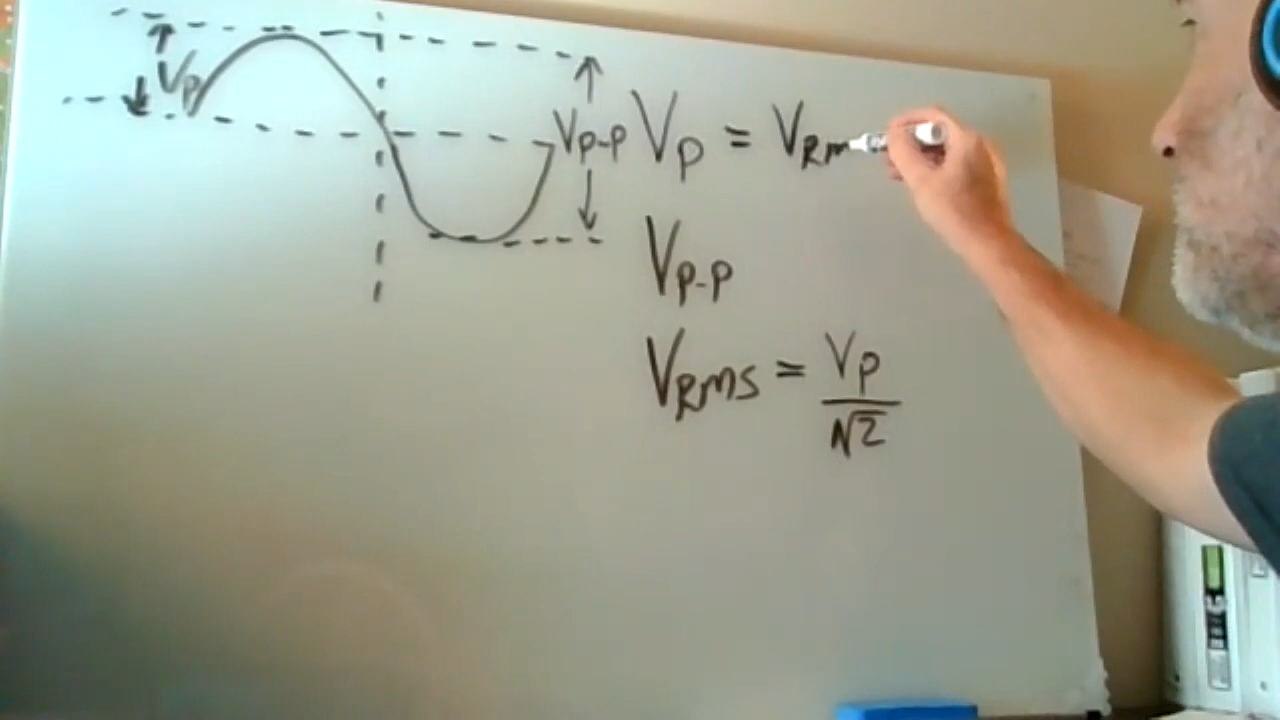 Vp
Vp-p
Vp = VRm
Vp-p
VRms = Vp/√2